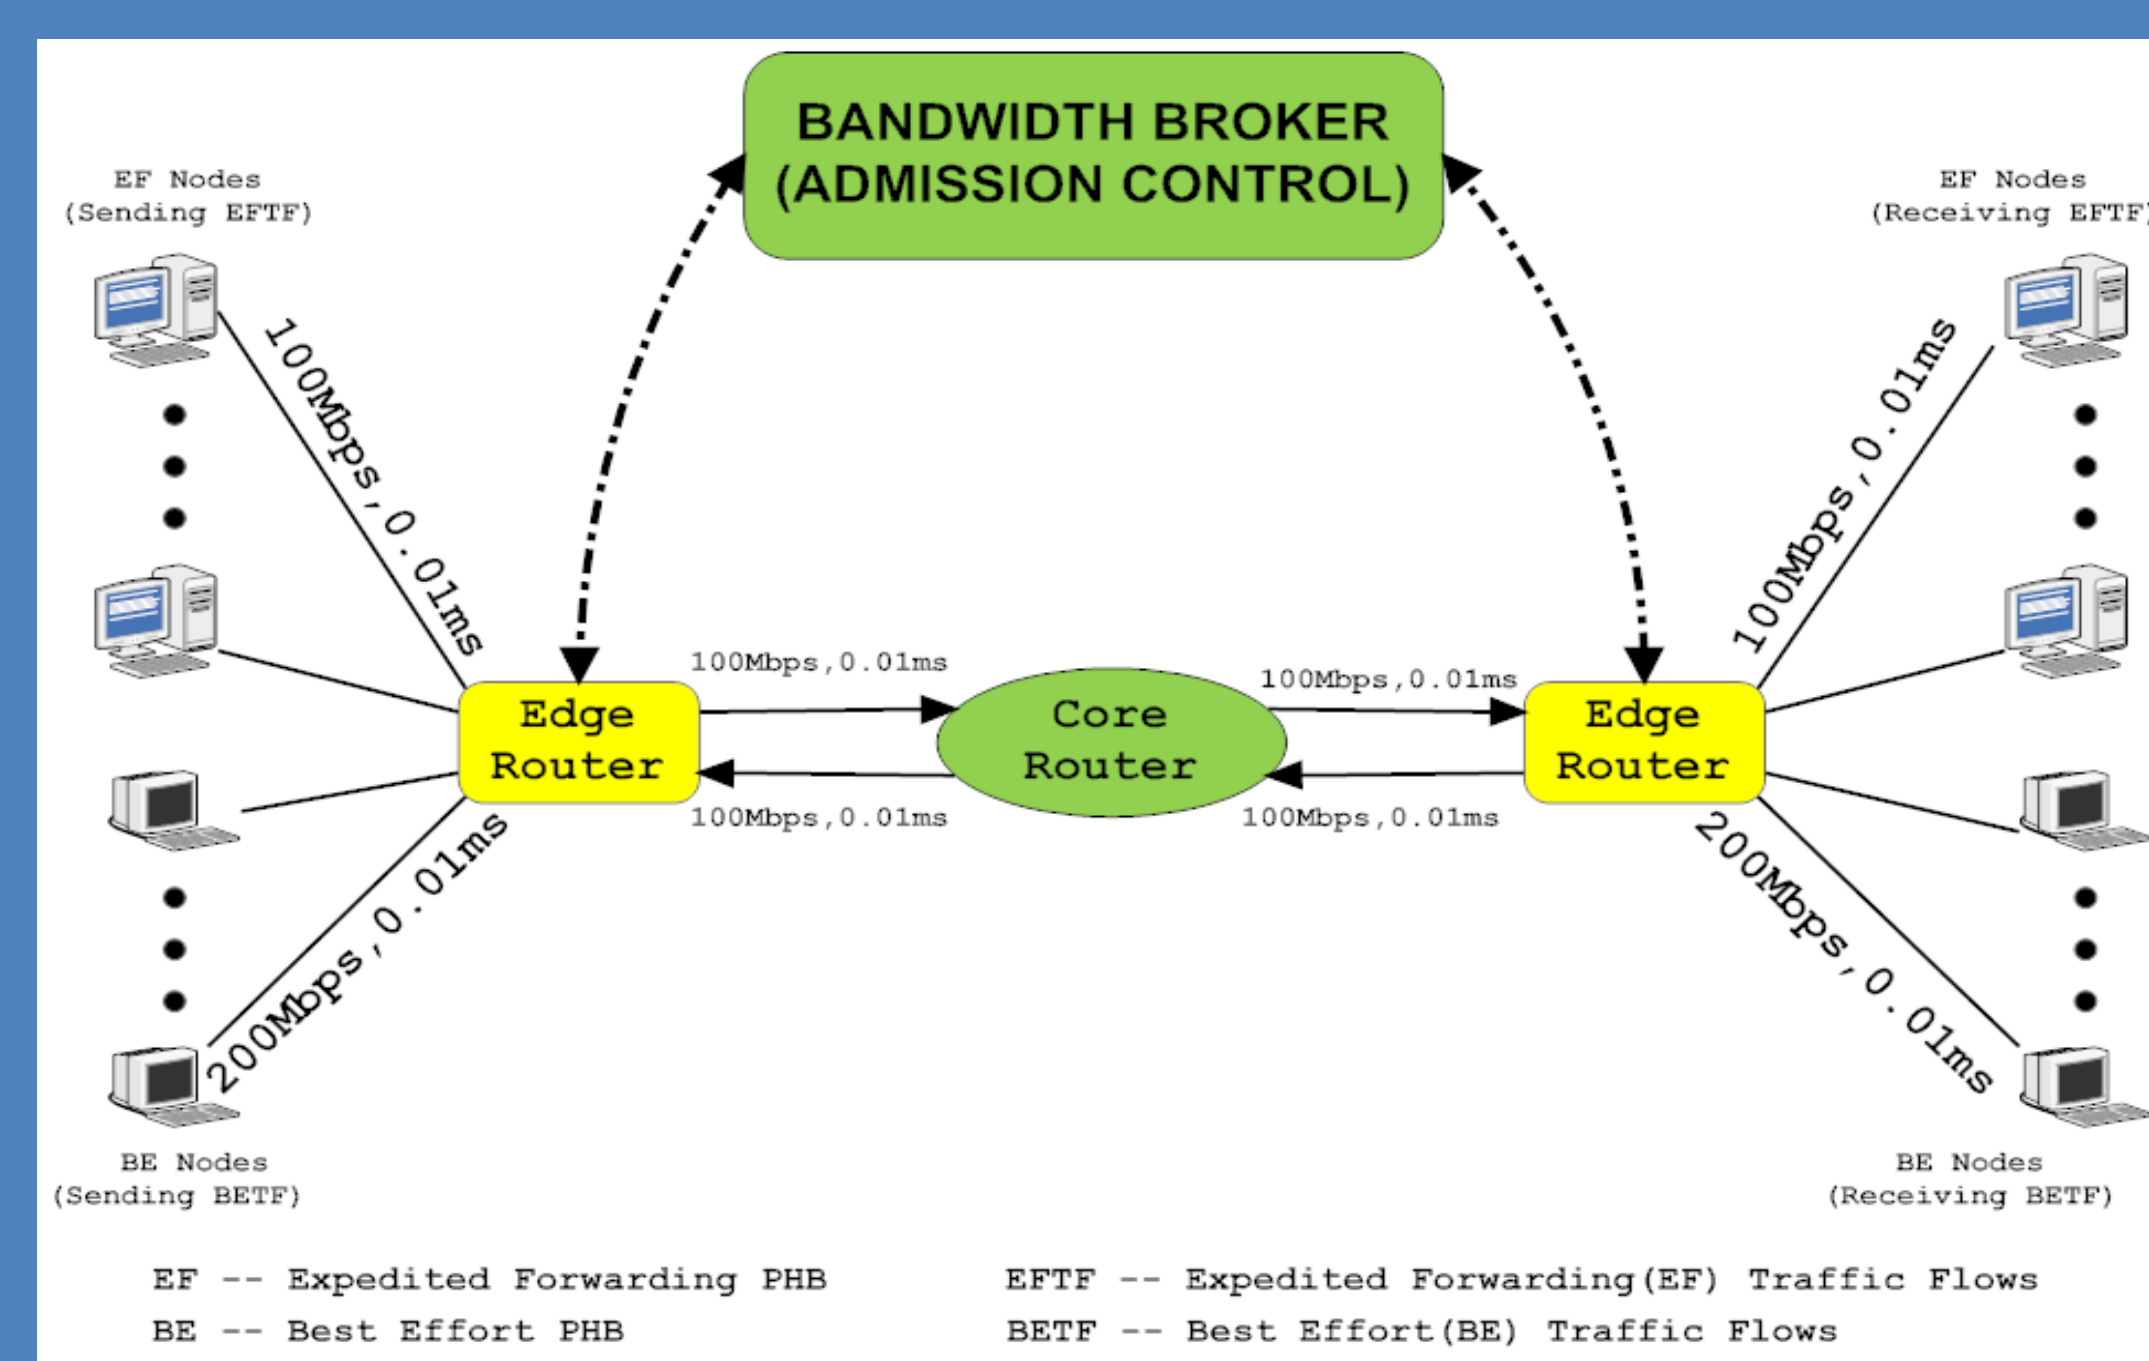 BANDWIDTH BROKER
(ADMISSION CONTROL)
EF Nodes
(Sending EFTF)
EF Nodes
(Receiving EFTF)
100Mbps,0.01ms
100Mbps,0.01ms
100Mbps,0.01ms
100Mbps,0.01ms
Edge
Router
Core
Router
Edge
Router
100Mbps,0.01ms
100Mbps,0.01ms
200Mbps,0.01ms
200Mbps,0.01ms
BE Nodes
(Sending BETF)
BE Nodes
(Receiving BETF)
EF -- Expedited Forwarding PHB
EFTF -- Expedited Forwarding(EF) Traffic Flows
BE -- Best Effort PHB
BETF -- Best Effort(BE) Traffic Flows